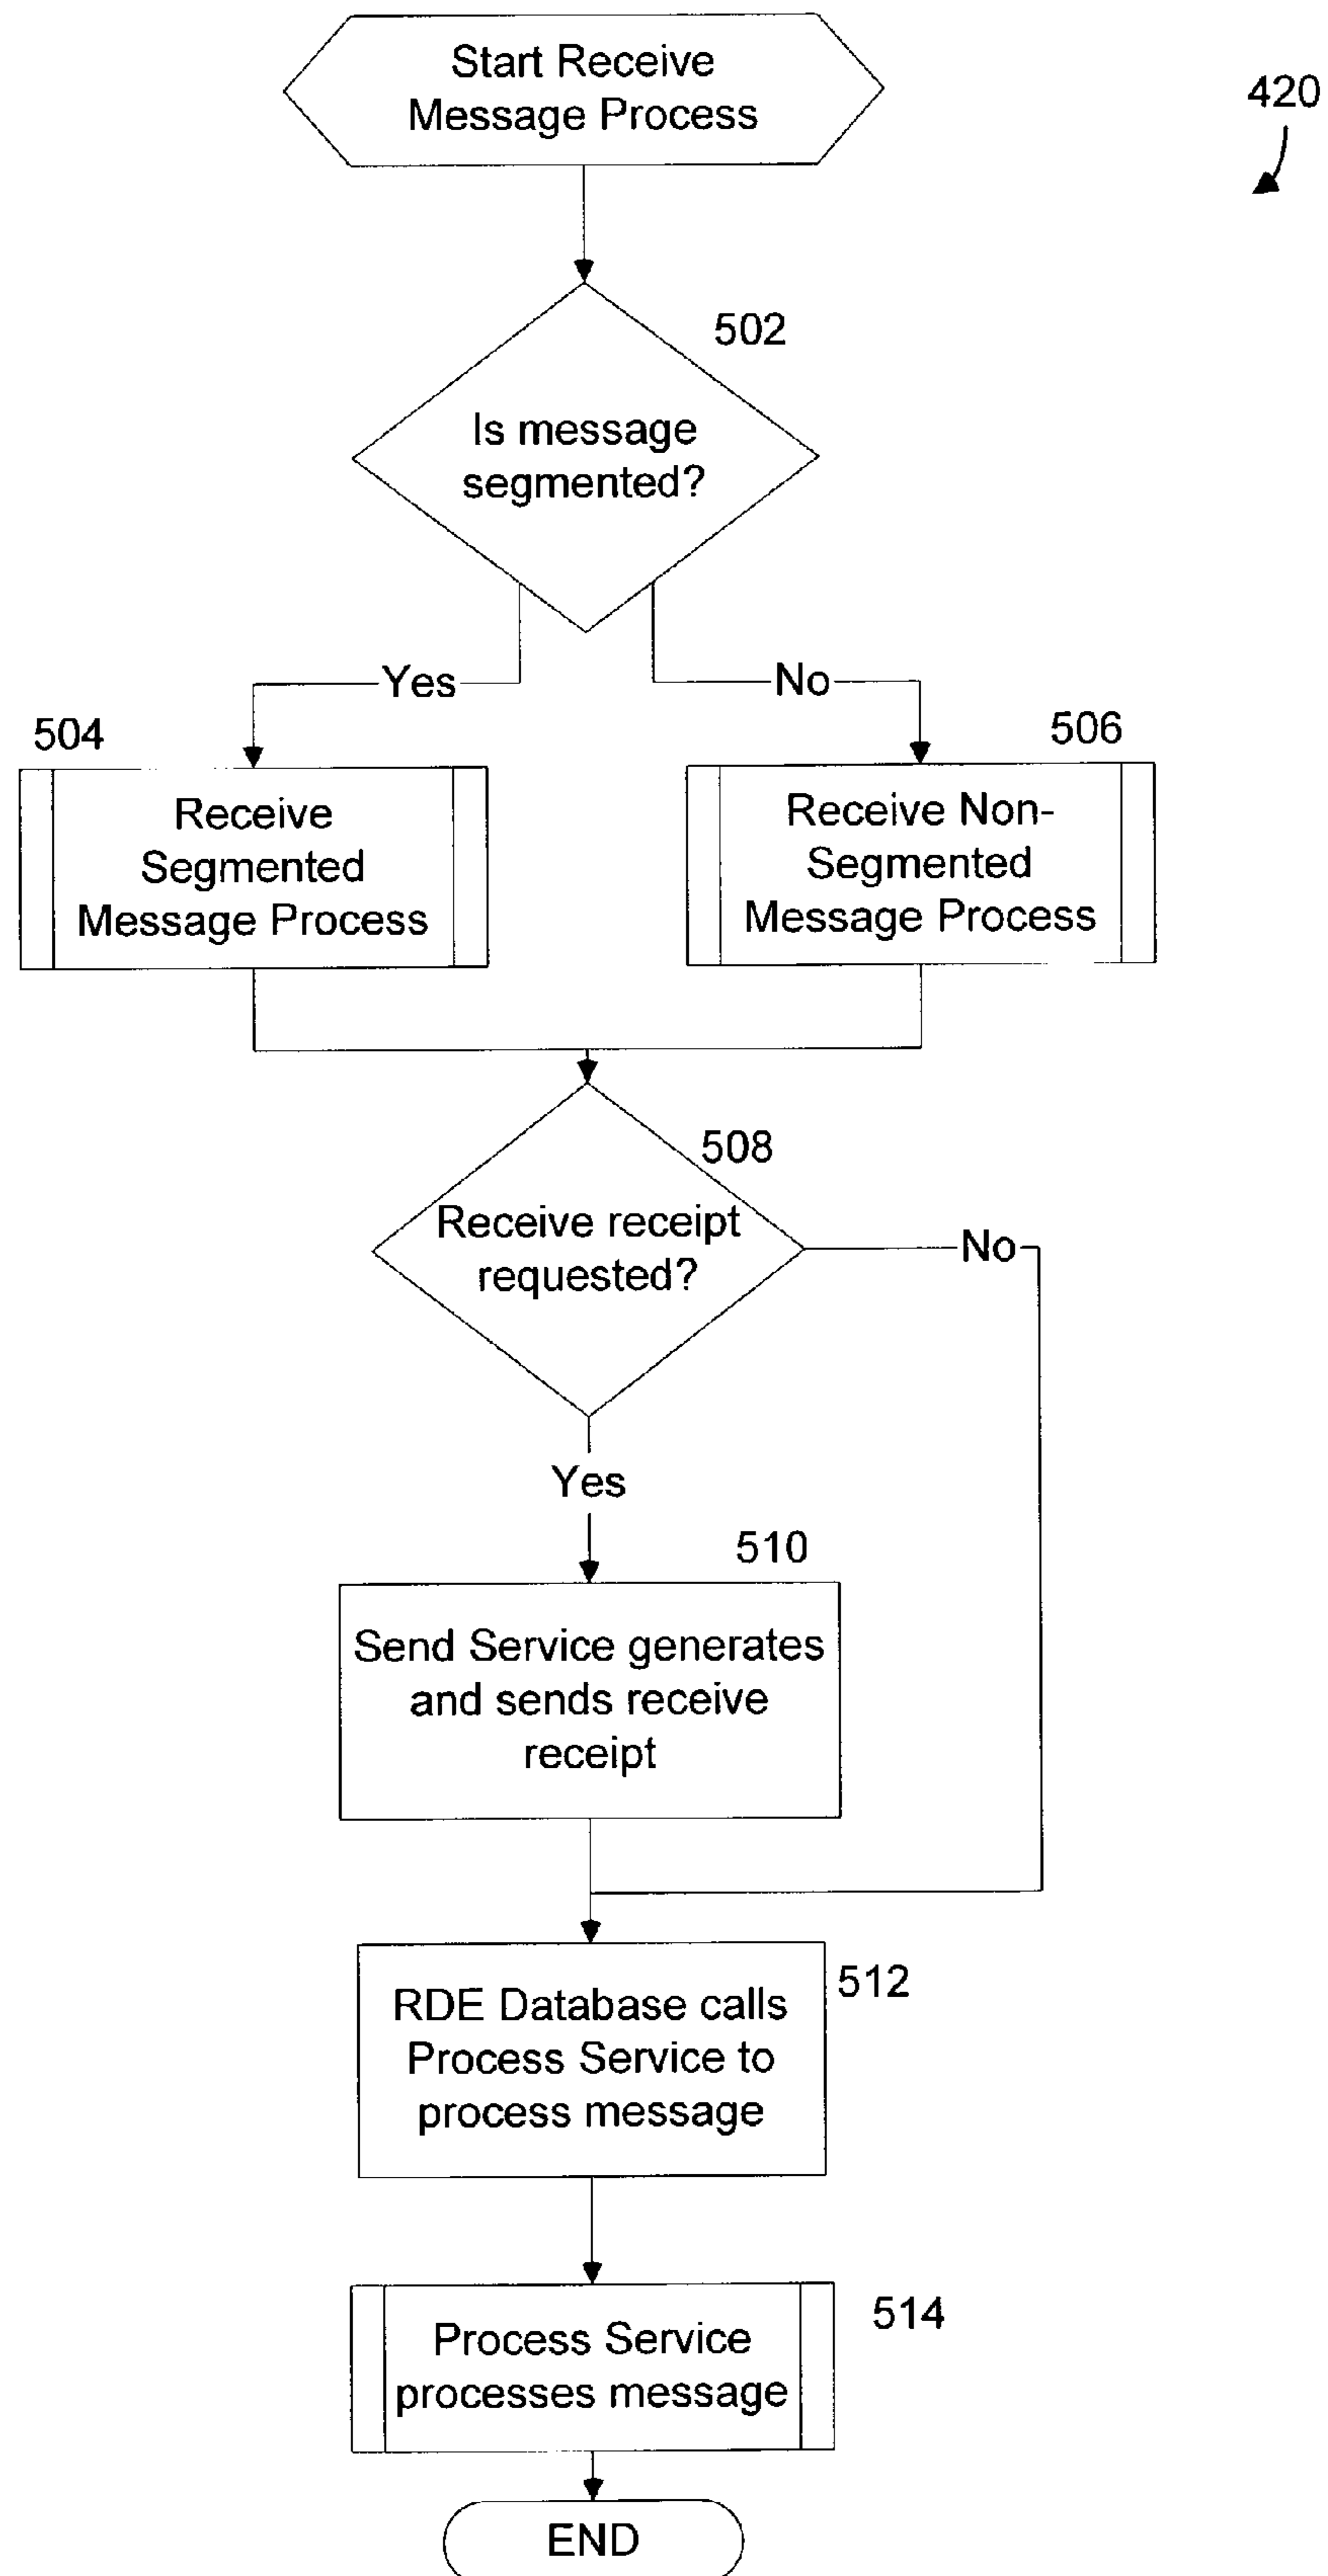 Start Receive
Message Process
420
502
Is message
segmented?
Yes
No
504
506
Receive
Segmented
Message Process
Receive Non-
Segmented
Message Process
508
Receive receipt
requested?
No
Yes
510
Send Service generates
and sends receive
receipt
512
RDE Database calls
Process Service to
process message
514
Process Service
processes message
END